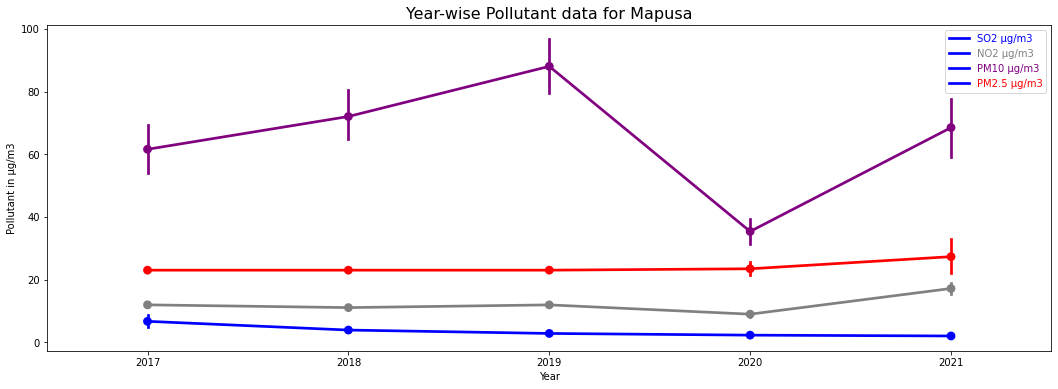 Year-wise Pollutant data for Mapusa
SO2 μg/m3
NO2 μg/m3
PM10 μg/m3
PM2.5 μg/m3
Pollutant in μg/m3
100
80
60
40
20
0
2017 2018 2019 2020 2021
Year